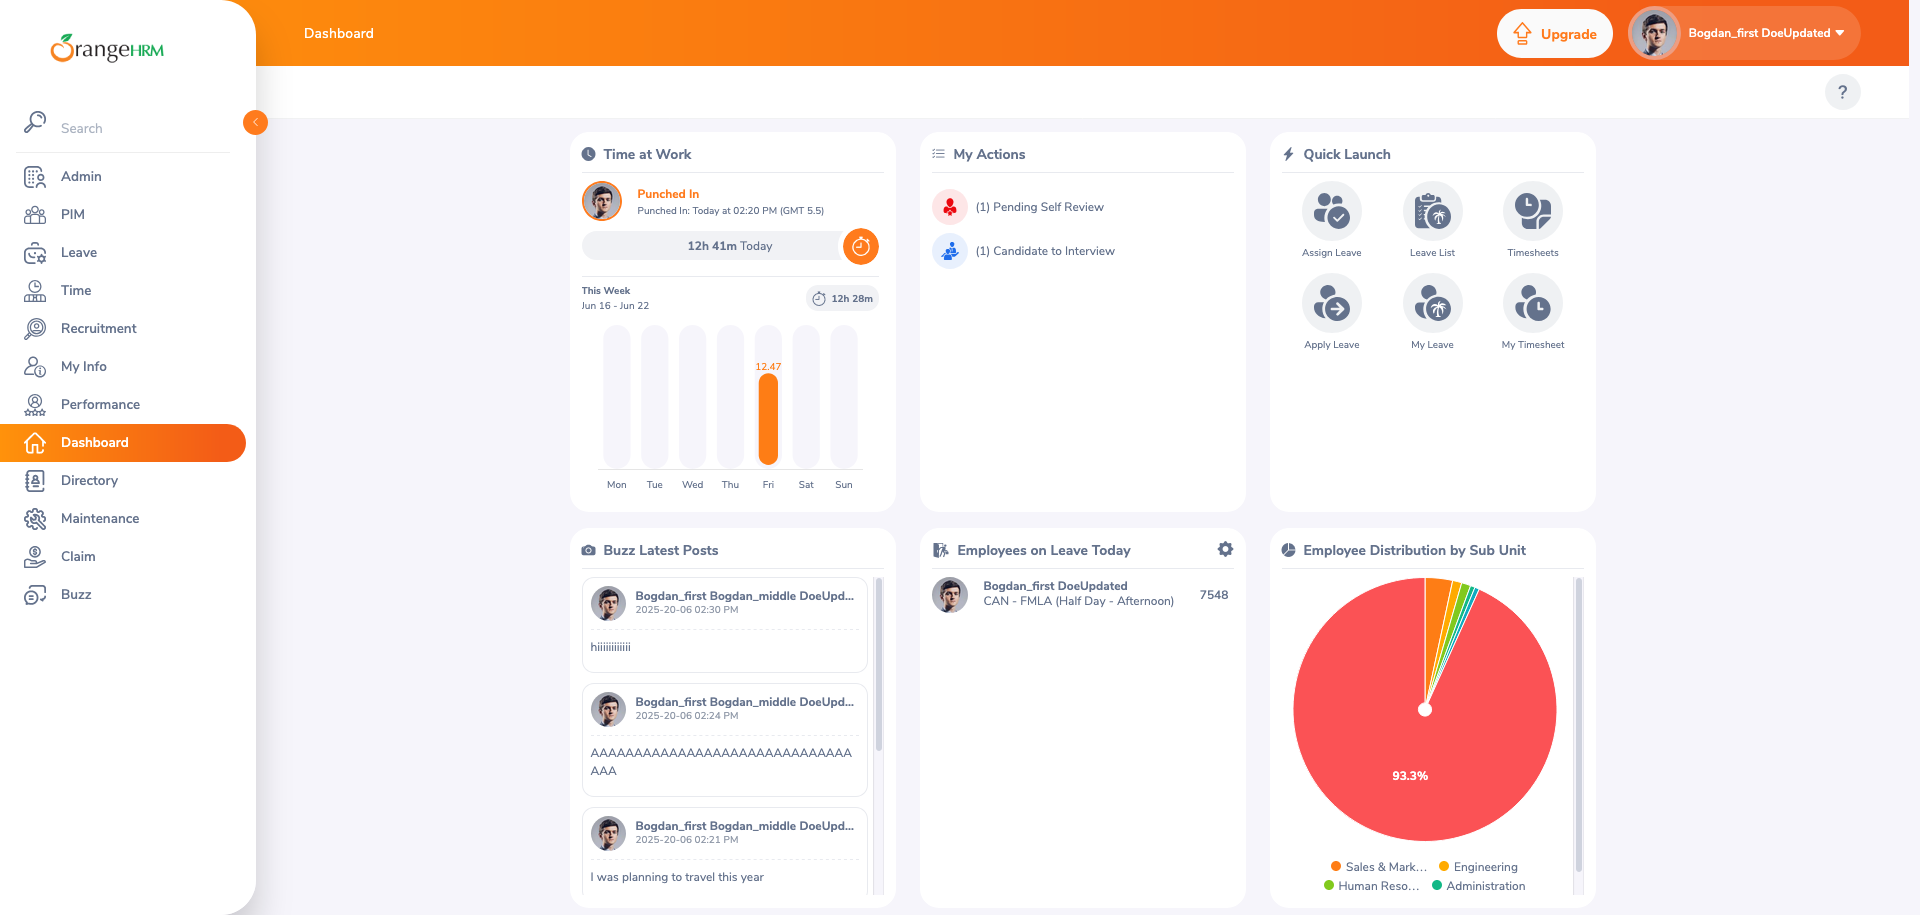 OrangeHRM
Dashboard
Upgrade
Bogdan_first DoeUpdated
?
Search
Admin
PIM
Leave
Time
Recruitment
My Info
Performance
Dashboard
Directory
Maintenance
Claim
Buzz
Time at Work
Punched In
Punched In: Today at 02:20 PM (GMT 5.5)
12h 41m Today
This Week
Jun 16 - Jun 22
12h 28m
12.47
Mon Tue Wed Thu Fri Sat Sun
My Actions
(1) Pending Self Review
(1) Candidate to Interview
Quick Launch
Assign Leave Leave List Timesheets
Apply Leave My Leave My Timesheet
Buzz Latest Posts
Bogdan_first Bogdan_middle DoeUpd...
2025-20-06 02:30 PM
hiiiiiiiiiiiii
Bogdan_first Bogdan_middle DoeUpd...
2025-20-06 02:24 PM
AAAAAAAAAAAAAAAAAAAAAAAAAAAAAA
AAA
Bogdan_first Bogdan_middle DoeUpd...
2025-20-06 02:21 PM
I was planning to travel this year
Employees on Leave Today
Bogdan_first DoeUpdated
CAN - FMLA (Half Day - Afternoon)
7548
Employee Distribution by Sub Unit
93.3%
Sales & Mark... Engineering
Human Reso... Administration